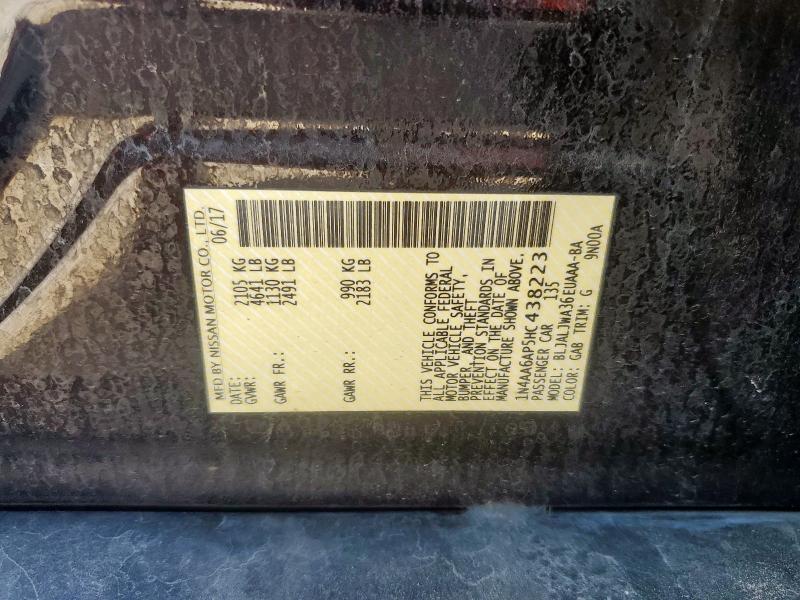 MFD BY NISSAN MOTOR CO., LTD.
DATE: 06/17
GVWR: 2105 KG
4641 LB
GAWR FR.: 1130 KG
2491 LB
GAWR RR.: 990 KG
2183 LB
THIS VEHICLE CONFORMS TO
ALL APPLICABLE FEDERAL
MOTOR VEHICLE SAFETY,
BUMPER, AND THEFT
PREVENTION STANDARDS IN
EFFECT ON THE DATE OF
MANUFACTURE SHOWN ABOVE.
1N4AA6AP5HC438223
PASSENGER CAR 135
MODEL: BLJALJWA36EUAAA-BA
COLOR: GAB TRIM: G 9N00A